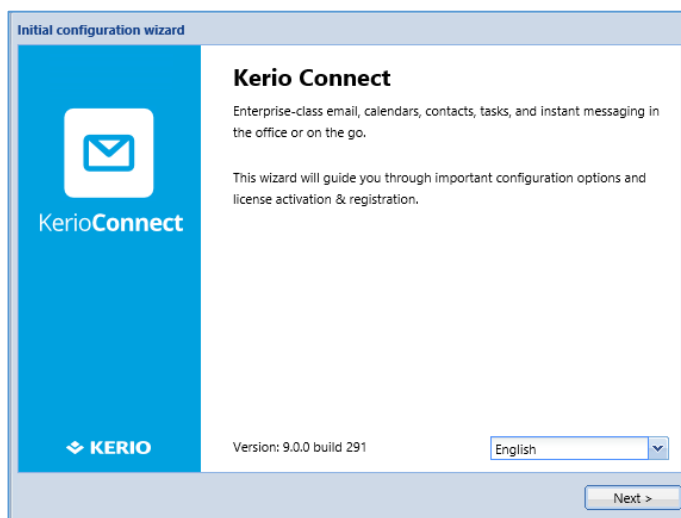 Initial configuration wizard
Kerio Connect
Enterprise-class email, calendars, contacts, tasks, and instant messaging in
the office or on the go.
This wizard will guide you through important configuration options and
license activation & registration.
KerioConnect
KERIO
Version: 9.0.0 build 291
English
Next >